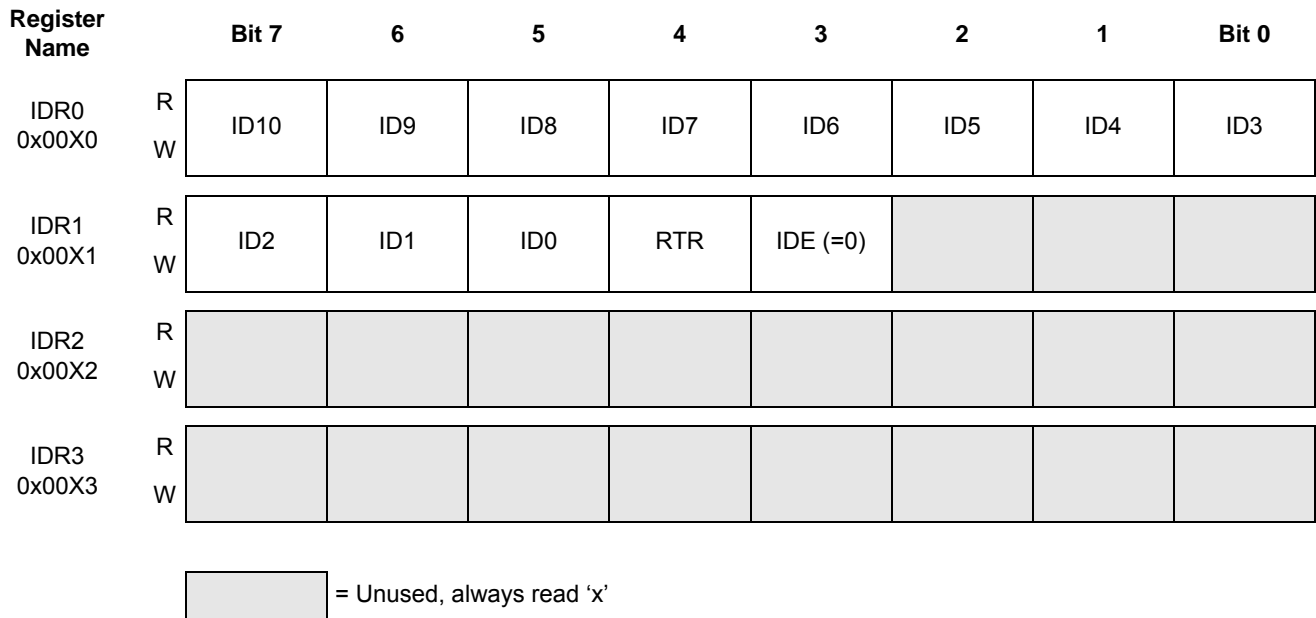 Register Name Bit 7 6 5 4 3 2 1 Bit 0
IDR0 0x00X0 R W ID10 ID9 ID8 ID7 ID6 ID5 ID4 ID3
IDR1 0x00X1 R W ID2 ID1 ID0 RTR IDE (=0)
IDR2 0x00X2 R W
IDR3 0x00X3 R W
= Unused, always read ‘x’